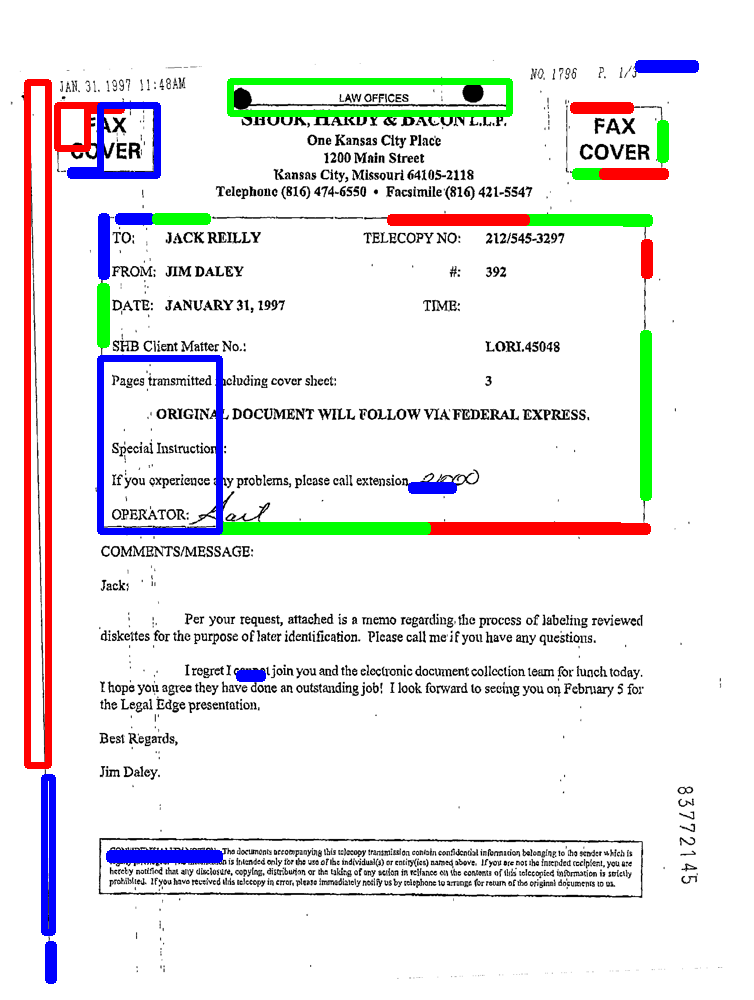 JAN. 31. 1997 11:48AM
NO. 1796 P. 1/3
LAW OFFICES
SHOOK, HARDY & BACON L.L.P.
FAX COVER
One Kansas City Place
FAX COVER
1200 Main Street
Kansas City, Missouri 64105-2118
Telephone (816) 474-6550 • Facsimile (816) 421-5547
TO: JACK REILLY TELECOPY NO: 212/545-3297
FROM: JIM DALEY #: 392
DATE: JANUARY 31, 1997 TIME:
SHB Client Matter No.: LORI.45048
Pages transmitted including cover sheet: 3
ORIGINAL DOCUMENT WILL FOLLOW VIA FEDERAL EXPRESS.
Special Instruction :
If you experience any problems, please call extension 21000
OPERATOR: Gail
COMMENTS/MESSAGE:
Jack:
Per your request, attached is a memo regarding the process of labeling reviewed
diskettes for the purpose of later identification. Please call me if you have any questions.
I regret I join you and the electronic document collection team for lunch today.
I hope you agree they have done an outstanding job! I look forward to seeing you on February 5 for
the Legal Edge presentation.
Best Regards,
Jim Daley.
The documents accompanying this telecopy transmission contain confidential information belonging to the sender which is
is intended only for the use of the individual(s) or entity(ies) named above. If you are not the intended recipient, you are
hereby notified that any disclosure, copying, distribution or the taking of any action in reliance on the contents of this telecopied information is strictly
prohibited. If you have received this telecopy in error, please immediately notify us by telephone to arrange for return of the original documents to us.
83772145